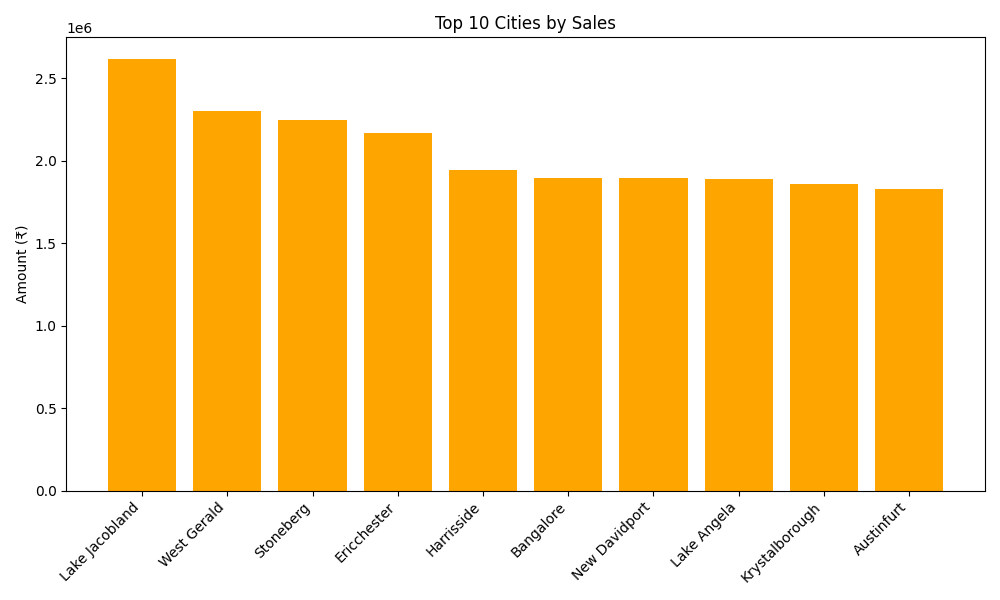 Top 10 Cities by Sales
1e6
2.5
2.0
1.5
1.0
0.5
0.0
Amount (₹)
Lake Jacobland
West Gerald
Stoneberg
Ericchester
Harrisside
Bangalore
New Davidport
Lake Angela
Krystalborough
Austinfurt